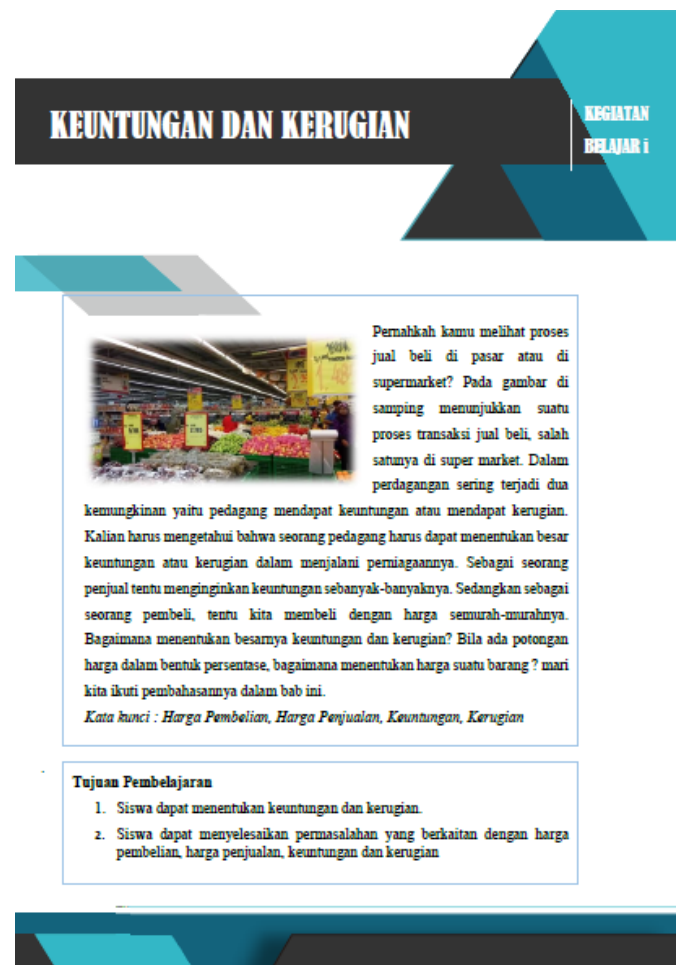 KEUNTUNGAN DAN KERUGIAN
KEGIATAN
BELAJAR i
Pernahkah kamu melihat proses
jual beli di pasar atau di
supermarket? Pada gambar di
samping menunjukkan suatu
proses transaksi jual beli, salah
satunya di super market. Dalam
perdagangan sering terjadi dua
kemungkinan yaitu pedagang mendapat keuntungan atau mendapat kerugian.
Kalian harus mengetahui bahwa seorang pedagang harus dapat menentukan besar
keuntungan atau kerugian dalam menjalani perniagaannya. Sebagai seorang
penjual tentu menginginkan keuntungan sebanyak-banyaknya. Sedangkan sebagai
seorang pembeli, tentu kita membeli dengan harga semurah-murahnya.
Bagaimana menentukan besarnya keuntungan dan kerugian? Bila ada potongan
harga dalam bentuk persentase, bagaimana menentukan harga suatu barang ? mari
kita ikuti pembahasannya dalam bab ini.
Kata kunci : Harga Pembelian, Harga Penjualan, Keuntungan, Kerugian
Tujuan Pembelajaran
1. Siswa dapat menentukan keuntungan dan kerugian.
2. Siswa dapat menyelesaikan permasalahan yang berkaitan dengan harga
pembelian, harga penjualan, keuntungan dan kerugian